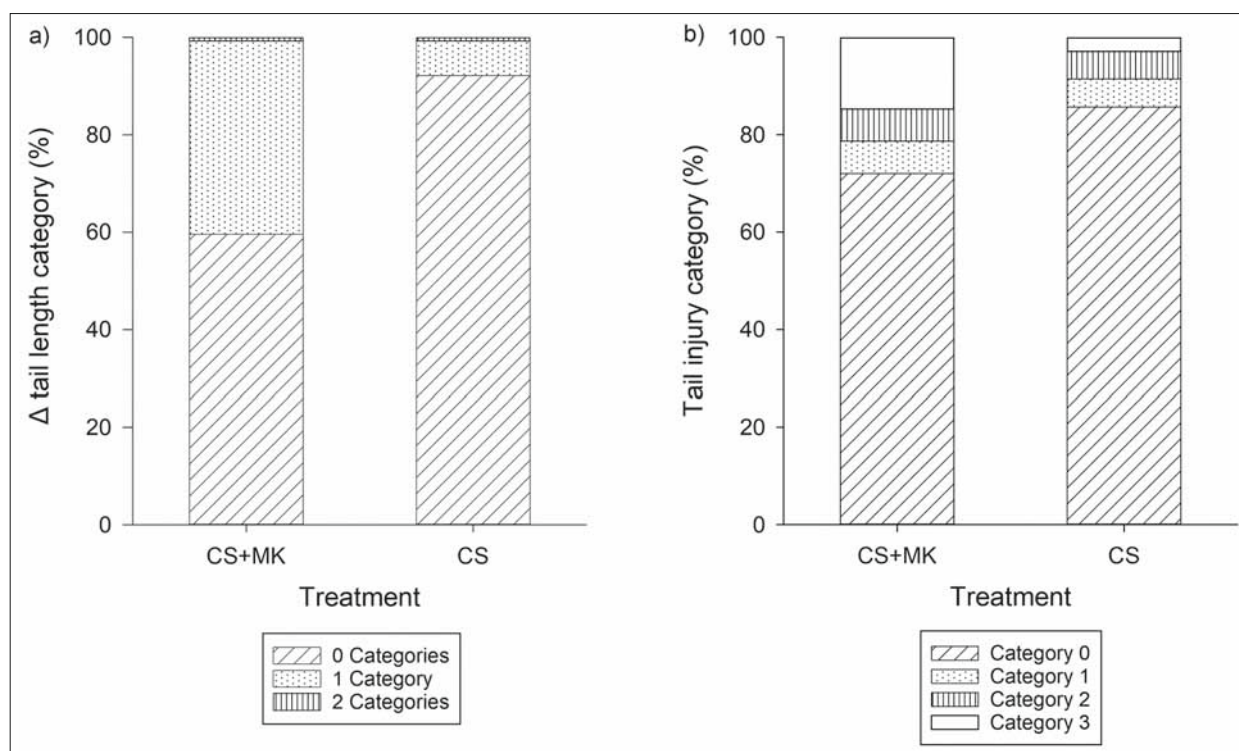 a)
100
80
60
40
20
0
Δ tail length category (%)
CS+MK CS
Treatment
0 Categories
1 Category
2 Categories
b)
100
80
60
40
20
0
Tail injury category (%)
CS+MK CS
Treatment
Category 0
Category 1
Category 2
Category 3